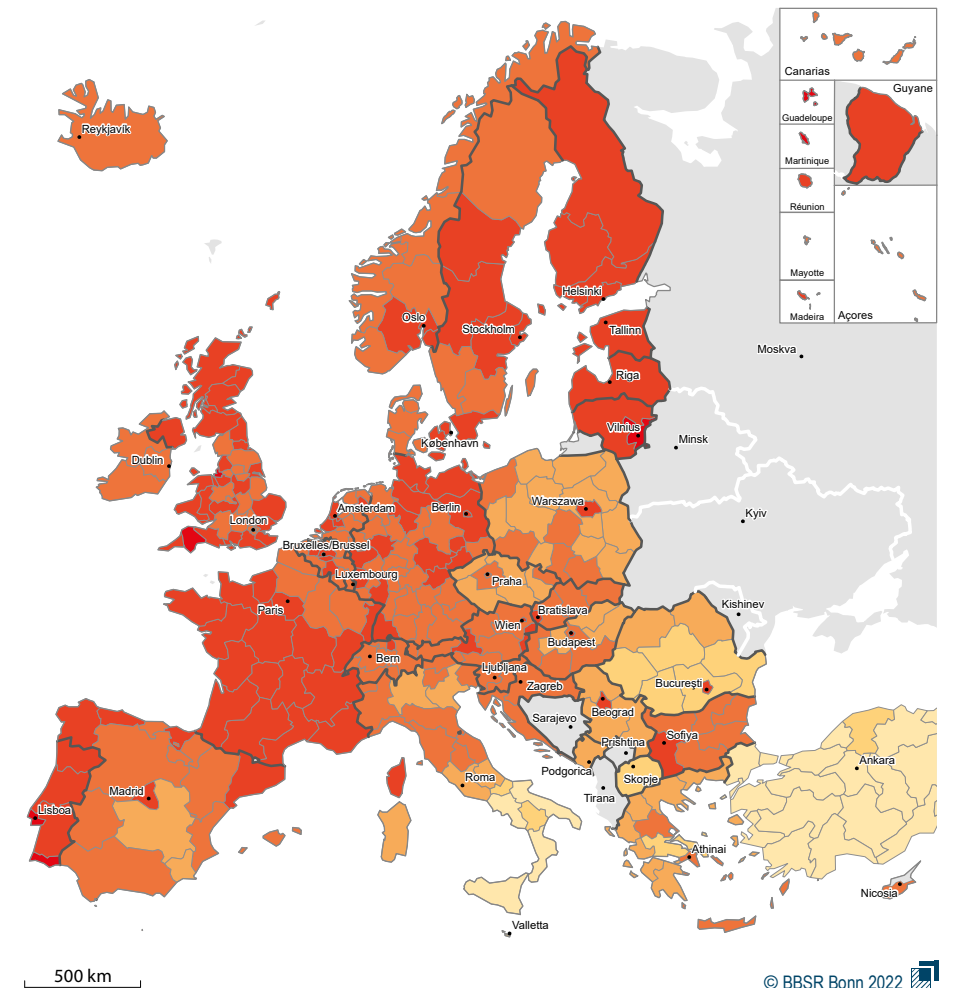 Canarias
Guyane
Guadeloupe
Martinique
Réunion
Mayotte
Madeira
Açores
Reykjavík
Helsinki
Oslo
Stockholm
Tallinn
Moskva
Riga
Vilnius
Minsk
København
Dublin
Warszawa
Amsterdam
Berlin
London
Kyiv
Bruxelles/Brussel
Luxembourg
Praha
Paris
Kishinev
Bratislava
Wien
Budapest
Bern
Ljubljana
Zagreb
București
Beograd
Sarajevo
Prishtina
Sofiya
Podgorica
Skopje
Roma
Ankara
Tirana
Madrid
Lisboa
Athinai
Nicosia
Valletta
500 km
© BBSR Bonn 2022